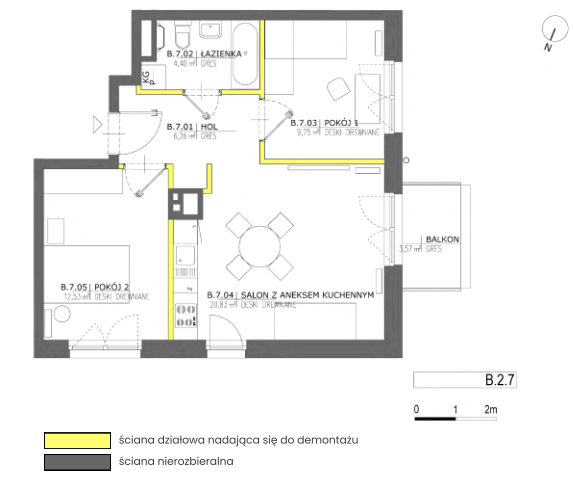 B.7.02 | ŁAZIENKA
4,40 m² GRES
KG
P
B.7.03 | POKÓJ 1
9,75 m² DESKI DREWNIANE
B.7.01 | HOL
6,26 m² GRES
BALKON
3,57 m² GRES
B.7.05 | POKÓJ 2
12,53 m² DESKI DREWNIANE
Z
B.7.04 | SALON Z ANEKSEM KUCHENNYM
20,83 m² DESKI DREWNIANE
N
B.2.7
0 1 2m
ściana działowa nadająca się do demontażu
ściana nierozbieralna